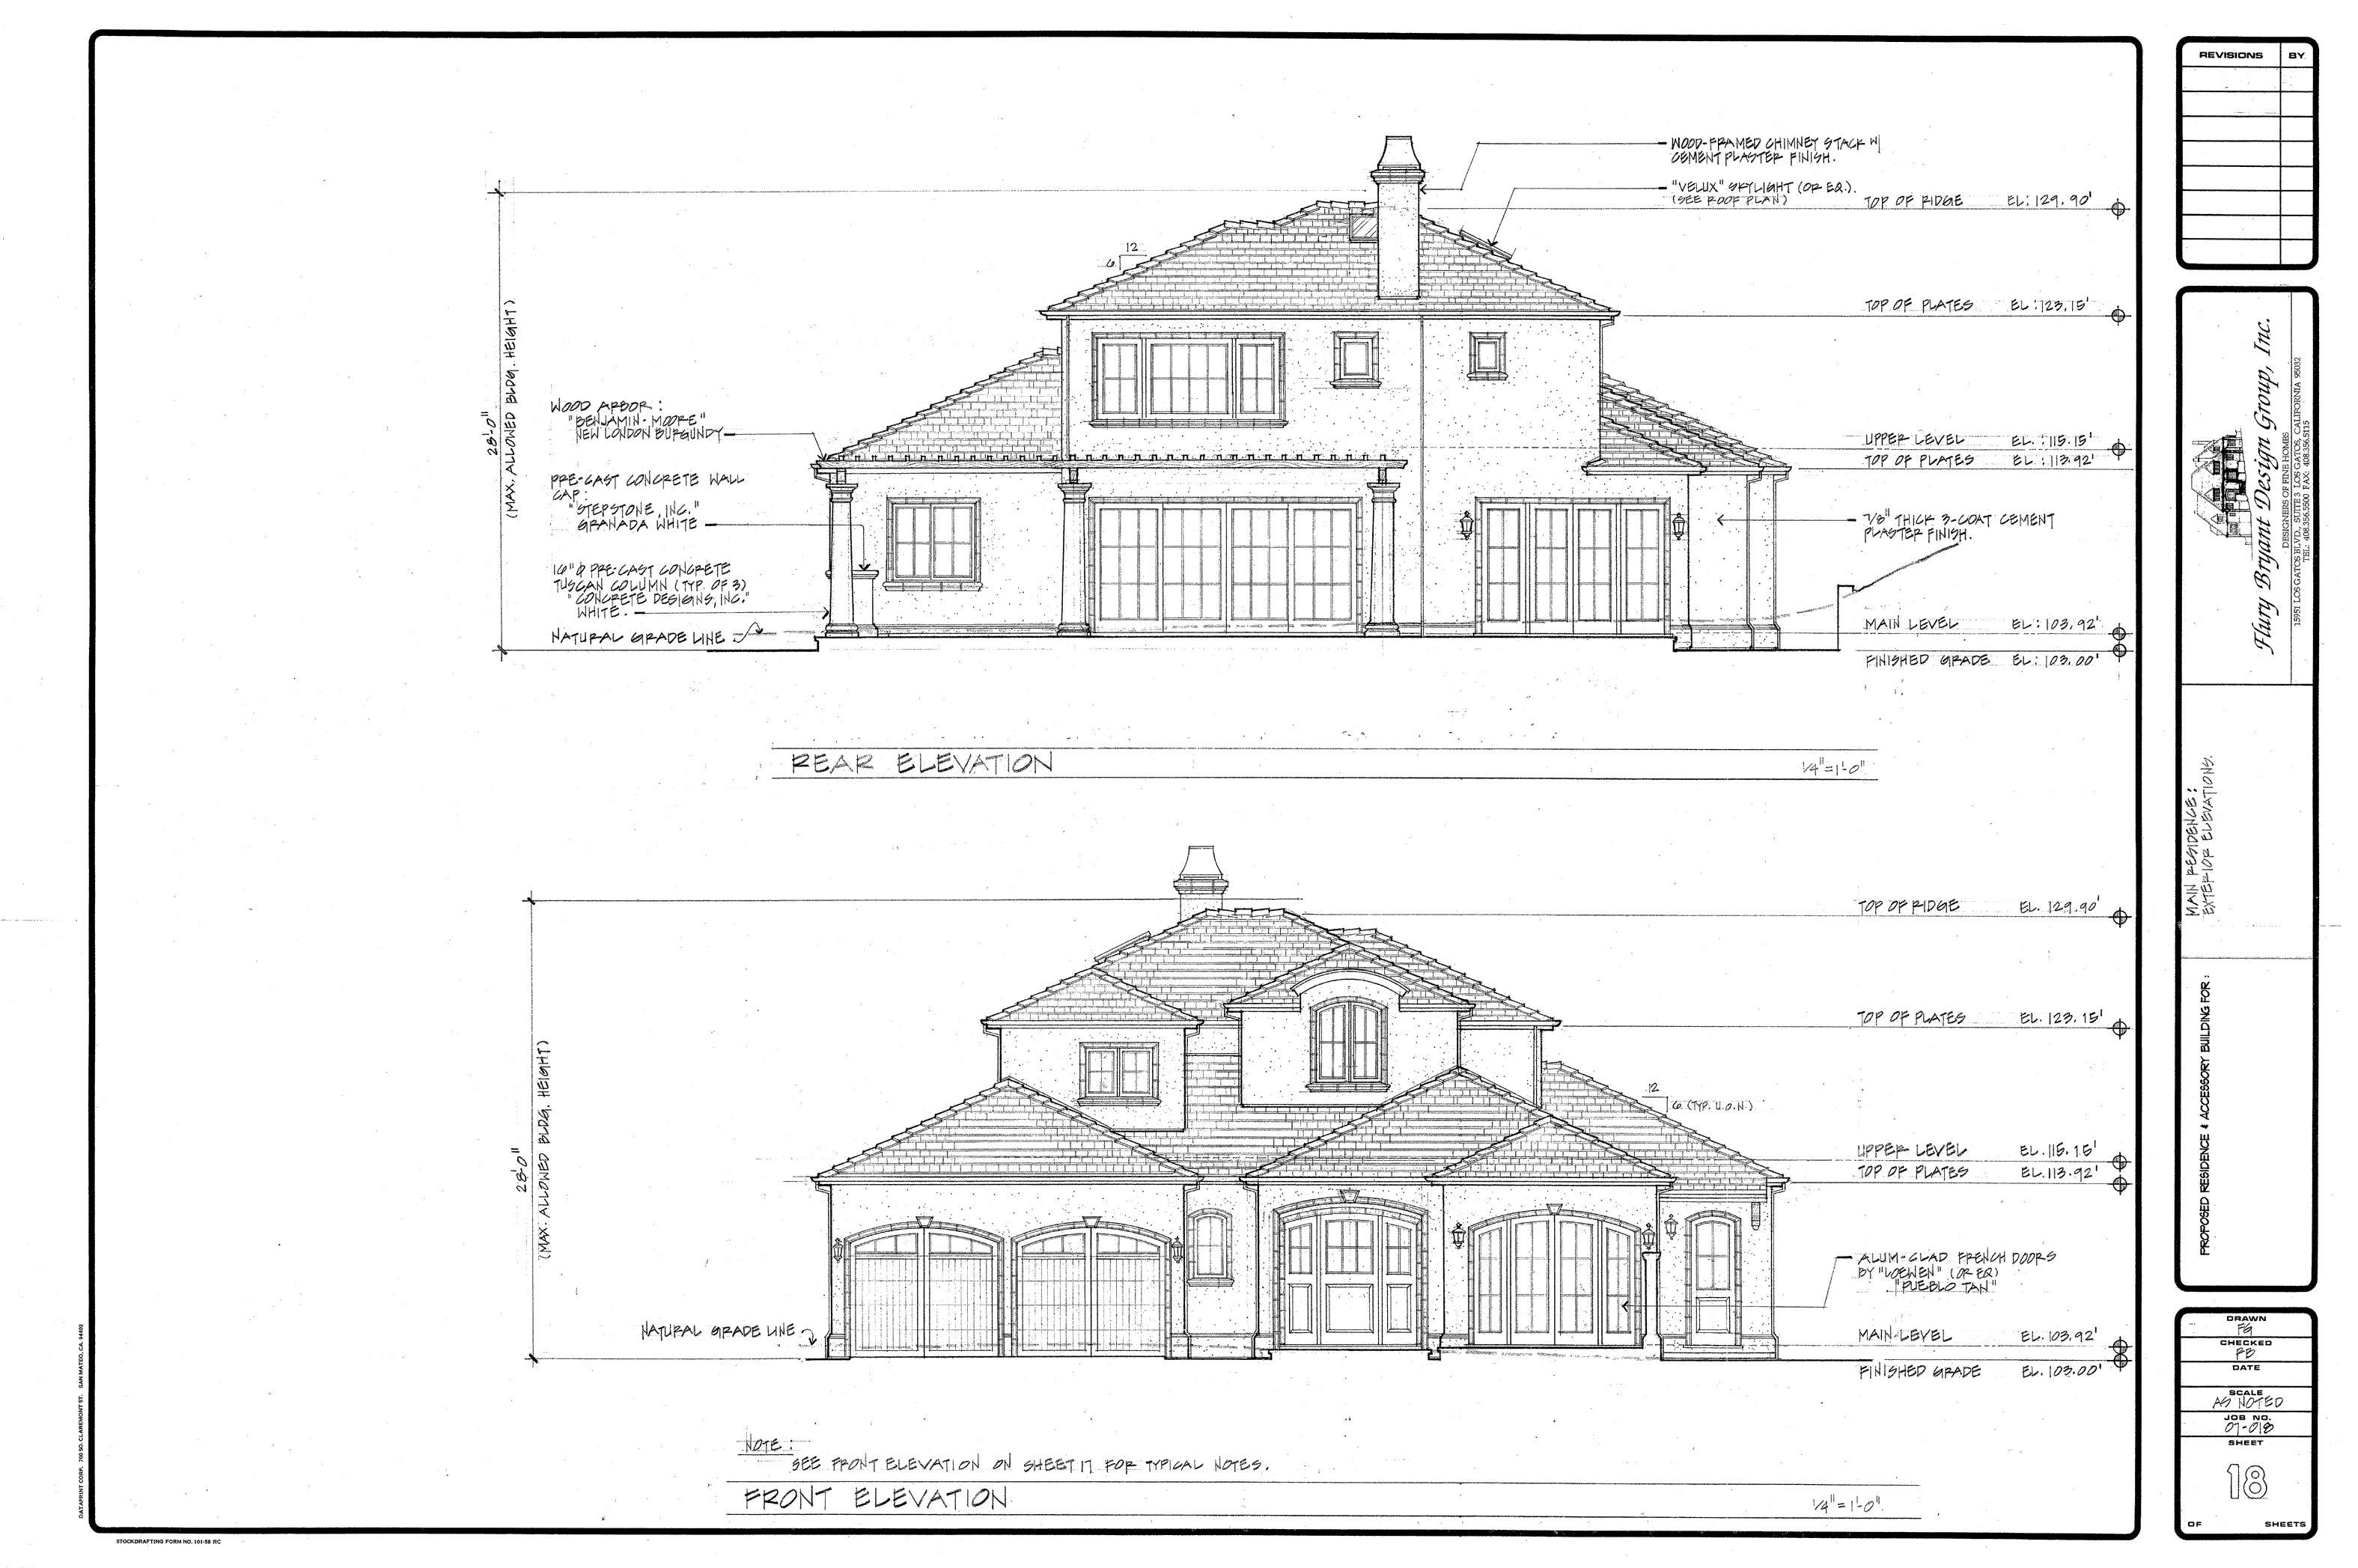 WOOD-FRAMED CHIMNEY STACK W/
CEMENT PLASTER FINISH.
"VELUX" SKYLIGHT (OR EQ.).
(SEE ROOF PLAN)
TOP OF RIDGE EL: 129.90'
12
6
TOP OF PLATES EL: 123.15'
28'-0"
(MAX. ALLOWED BLDG. HEIGHT)
WOOD ARBOR:
"BENJAMIN-MOORE"
NEW LONDON BURGUNDY
UPPER LEVEL EL.: 115.15'
TOP OF PLATES EL: 113.92'
PRE-CAST CONCRETE WALL
CAP:
"STEPSTONE, INC."
GRANADA WHITE
7/8" THICK 3-COAT CEMENT
PLASTER FINISH.
16"Φ PRE-CAST CONCRETE
TUSCAN COLUMN (TYP. OF 3)
"CONCRETE DESIGNS, INC."
WHITE.
NATURAL GRADE LINE
MAIN LEVEL EL: 103.92'
FINISHED GRADE EL: 103.00'
REAR ELEVATION 1/4"=1'-0"
TOP OF RIDGE EL. 129.90'
TOP OF PLATES EL. 123.15'
28'-0"
(MAX. ALLOWED BLDG. HEIGHT)
12
6 (TYP. U.O.N.)
UPPER LEVEL EL. 115.15'
TOP OF PLATES EL. 113.92'
ALUM-CLAD FRENCH DOORS
BY "LOEWEN" (OR EQ)
"PUEBLO TAN"
NATURAL GRADE LINE
MAIN LEVEL EL. 103.92'
FINISHED GRADE EL. 103.00'
NOTE:
SEE FRONT ELEVATION ON SHEET 17 FOR TYPICAL NOTES.
FRONT ELEVATION 1/4"=1'-0"
REVISIONS BY
Flury Bryant Design Group, Inc.
DESIGNERS OF FINE HOMES
15951 LOS GATOS BLVD., SUITE 3 LOS GATOS, CALIFORNIA 95032
TEL: 408.356.5500 FAX: 408.356.5115
MAIN RESIDENCE:
EXTERIOR ELEVATIONS.
PROPOSED RESIDENCE & ACCESSORY BUILDING FOR:
DRAWN
FG
CHECKED
FB
DATE
SCALE
AS NOTED
JOB NO.
07-018
SHEET
18
OF SHEETS
DATAPRINT CORP. 700 SO. CLAREMONT ST. SAN MATEO, CA. 94402
STOCKDRAFTING FORM NO. 101-58 RC